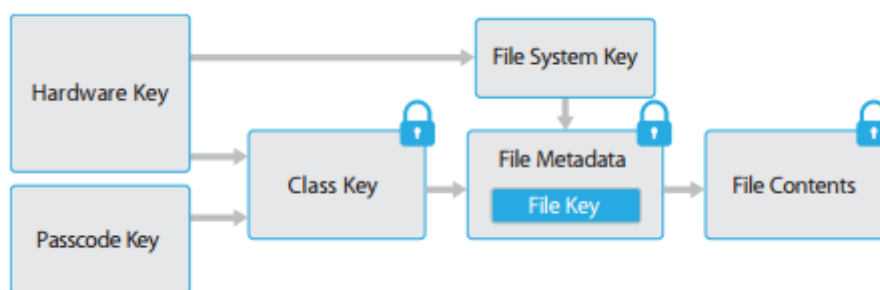 Hardware Key
File System Key
File Metadata
Class Key
File Key
File Contents
Passcode Key